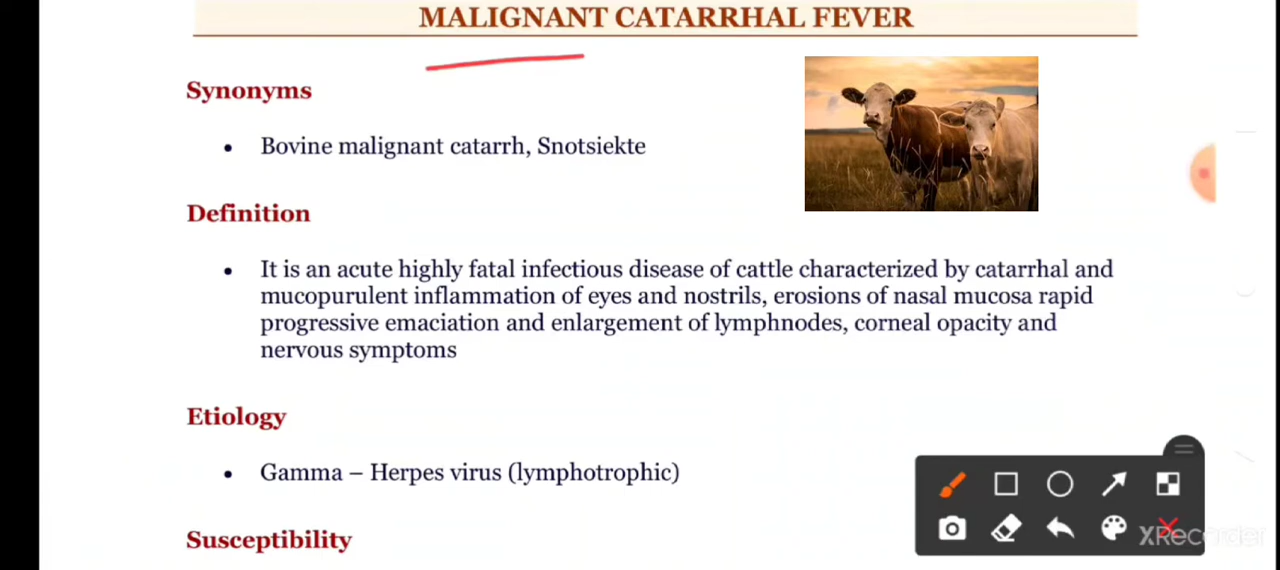 MALIGNANT CATARRHAL FEVER
Synonyms
• Bovine malignant catarrh, Snotsiekte
Definition
• It is an acute highly fatal infectious disease of cattle characterized by catarrhal and
mucopurulent inflammation of eyes and nostrils, erosions of nasal mucosa rapid
progressive emaciation and enlargement of lymphnodes, corneal opacity and
nervous symptoms
Etiology
• Gamma – Herpes virus (lymphotrophic)
Susceptibility
XRecorder